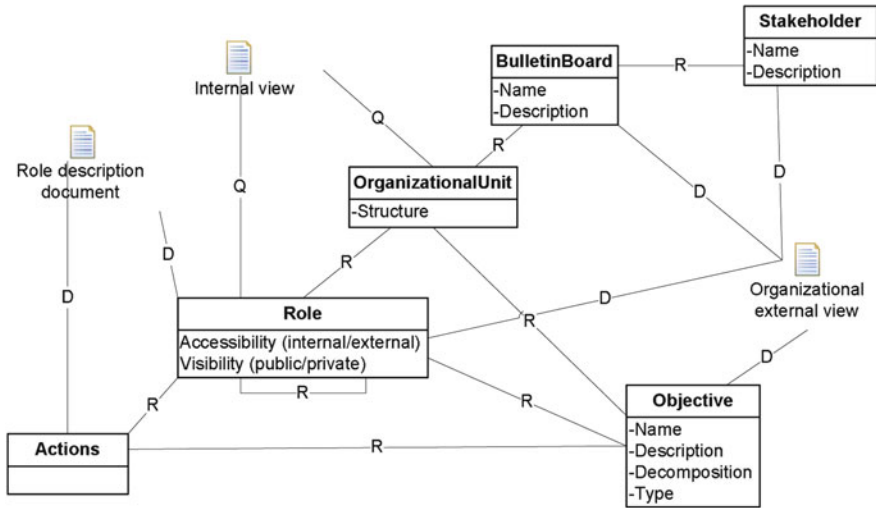 Stakeholder
-Name
-Description
BulletinBoard
-Name
-Description
R
Internal view
Q
R
Role description
document
Q
D
D
OrganizationalUnit
-Structure
D
R
D
R
Organizational
external view
Role
Accessibility (internal/external)
Visibility (public/private)
D
R
D
R
R
R
Objective
-Name
-Description
-Decomposition
-Type
Actions
R